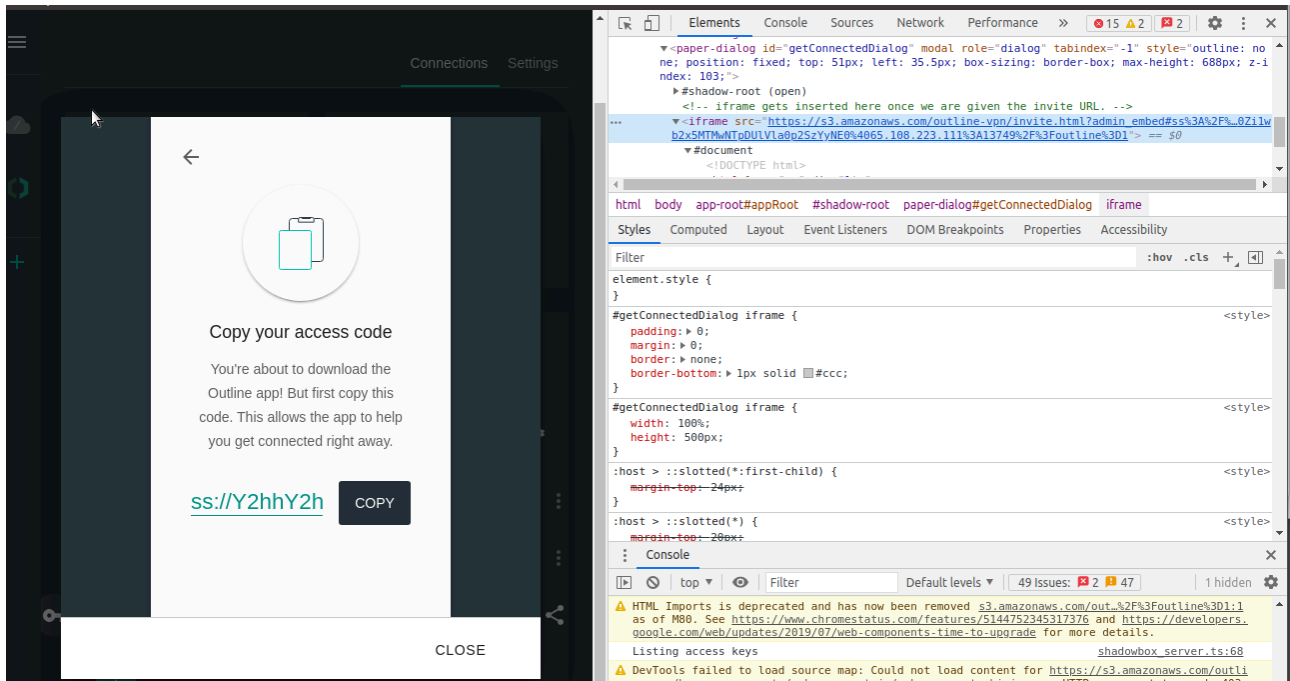 Connections Settings
Copy your access code
You're about to download the
Outline app! But first copy this
code. This allows the app to help
you get connected right away.
ss://Y2hhY2h COPY
CLOSE
Elements Console Sources Network Performance » 15 2 2
▼<paper-dialog id="getConnectedDialog" modal role="dialog" tabindex="-1" style="outline: no
ne; position: fixed; top: 51px; left: 35.5px; box-sizing: border-box; max-height: 688px; z-i
ndex: 103;">
▶#shadow-root (open)
<!-- iframe gets inserted here once we are given the invite URL. -->
… ▼<iframe src="https://s3.amazonaws.com/outline-vpn/invite.html?admin_embed#ss%3A%2F%…0Zi1w
b2x5MTMwNTpDUlVla0p2SzYyNE0%4065.108.223.111%3A13749%2F%3Foutline%3D1"> == $0
▼#document
<!DOCTYPE html>
html body app-root#appRoot #shadow-root paper-dialog#getConnectedDialog iframe
Styles Computed Layout Event Listeners DOM Breakpoints Properties Accessibility
Filter :hov .cls +
element.style {
}
#getConnectedDialog iframe { <style>
padding:▶ 0;
margin:▶ 0;
border:▶ none;
border-bottom:▶ 1px solid #ccc;
}
#getConnectedDialog iframe { <style>
width: 100%;
height: 500px;
}
:host > ::slotted(*:first-child) { <style>
margin-top: 24px;
}
:host > ::slotted(*) { <style>
margin-top: 20px;
Console
top ▼ Filter Default levels ▼ 49 Issues: 2 47 1 hidden
HTML Imports is deprecated and has now been removed s3.amazonaws.com/out…%2F%3Foutline%3D1:1
as of M80. See https://www.chromestatus.com/features/5144752345317376 and https://developers.
google.com/web/updates/2019/07/web-components-time-to-upgrade for more details.
Listing access keys shadowbox_server.ts:68
DevTools failed to load source map: Could not load content for https://s3.amazonaws.com/outli